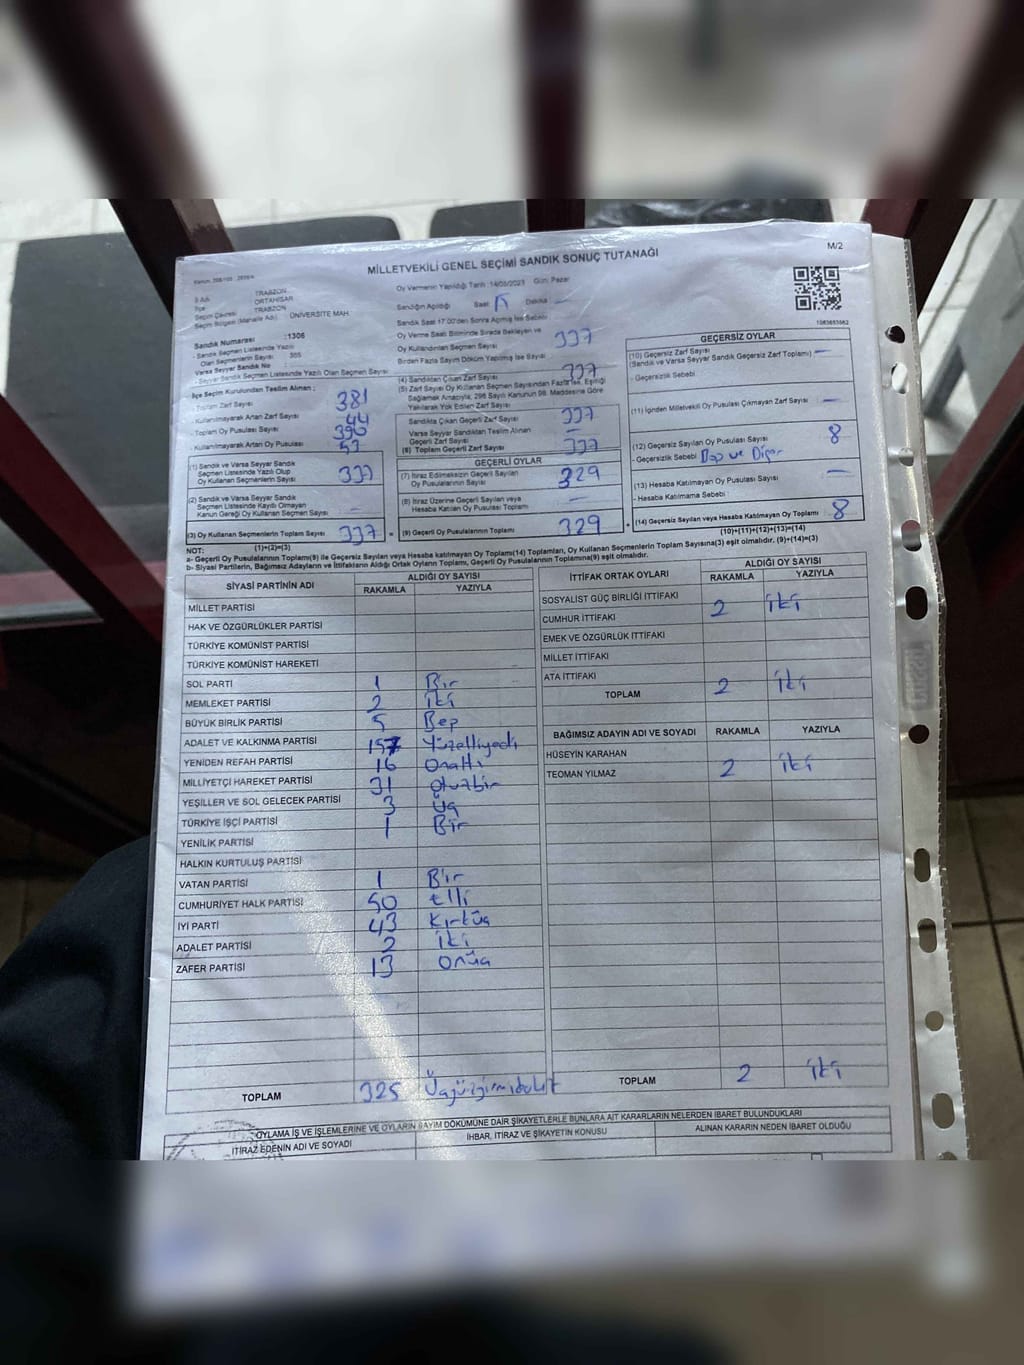 MİLLETVEKİLİ GENEL SEÇİMİ SANDIK SONUÇ TUTANAĞI
M/2
İl Adı TRABZON
İlçe ORTAHİSAR
Seçim Çevresi TRABZON
Seçim Bölgesi (Mahalle Adı) ÜNİVERSİTE MAH.
Sandık Numarası :1306
- Sandık Seçmen Listesinde Yazılı
Olan Seçmenlerin Sayısı : 385
Varsa Seyyar Sandık No :
- Seyyar Sandık Seçmen Listesinde Yazılı Olan Seçmen Sayısı
İlçe Seçim Kurulundan Teslim Alınan ;
- Toplam Zarf Sayısı 381
- Kullanılmayarak Artan Zarf Sayısı 44
- Toplam Oy Pusulası Sayısı 390
- Kullanılmayarak Artan Oy Pusulası 53
(1) Sandık ve Varsa Seyyar Sandık
Seçmen Listesinde Yazılı Olup
Oy Kullanan Seçmen Sayısı 337
(2) Sandık ve Varsa Seyyar Sandık
Seçmen Listesinde Kaydı Olmayan
Kanun Gereği Oy Kullanan Seçmen Sayısı —
(3) Oy Kullanan Seçmenlerin Toplam Sayısı 337 =
(1)+(2)=(3)
Oy Vermenin Yapıldığı Tarih :14/05/2023 Gün: Pazar
Sandığın Açıldığı Saat Dakika —
Sandık Saat 17:00'den Sonra Açılmış İse Sebebi
Oy Verme Saati Bitiminde Sırada Bekleyen ve
Oy Kullandırılan Seçmen Sayısı 337
Birden Fazla Sayım Döküm Yapılmış İse Sayısı
(4) Sandıktan Çıkan Zarf Sayısı 337
(5) Zarf Sayısı Oy Kullanan Seçmen Sayısından Fazla ise, Eşitliği
Sağlamak Amacıyla, 298 Sayılı Kanunun 98. Maddesine Göre
Yakılarak Yok Edilen Zarf Sayısı
Sandıkta Çıkan Geçerli Zarf Sayısı 337
Varsa Seyyar Sandıktan Teslim Alınan
Geçerli Zarf Sayısı —
(6) Toplam Geçerli Zarf Sayısı 337
GEÇERLİ OYLAR
(7) İtiraz Edilmeksizin Geçerli Sayılan
Oy Pusulalarının Sayısı 329
(8) İtiraz Üzerine Geçerli Sayılan veya
Hesaba Katılan Oy Pusulası Toplamı —
(9) Geçerli Oy Pusulalarının Toplamı 329 +
1063653562
GEÇERSİZ OYLAR
(10) Geçersiz Zarf Sayısı —
(Sandık ve Varsa Seyyar Sandık Geçersiz Zarf Toplamı)
- Geçersizlik Sebebi
(11) İçinden Milletvekili Oy Pusulası Çıkmayan Zarf Sayısı —
(12) Geçersiz Sayılan Oy Pusulası Sayısı 8
- Geçersizlik Sebebi
(13) Hesaba Katılmayan Oy Pusulası Sayısı —
- Hesaba Katılmama Sebebi
(14) Geçersiz Sayılan veya Hesaba Katılmayan Oy Toplamı 8
(10)+(11)+(12)+(13)=(14)
NOT:
a- Geçerli Oy Pusulalarının Toplamı(9) ile Geçersiz Sayılan veya Hesaba katılmayan Oy Toplamı(14) Toplamları, Oy Kullanan Seçmenlerin Toplam Sayısına(3) eşit olmalıdır. (9)+(14)=(3)
b- Siyasi Partilerin, Bağımsız Adayların ve İttifakların Aldığı Ortak Oyların Toplamı, Geçerli Oy Pusulalarının Toplamına(9) eşit olmalıdır.
SİYASİ PARTİNİN ADI ALDIĞI OY SAYISI
RAKAMLA YAZIYLA
MİLLET PARTİSİ
HAK VE ÖZGÜRLÜKLER PARTİSİ
TÜRKİYE KOMÜNİST PARTİSİ
TÜRKİYE KOMÜNİST HAREKETİ
SOL PARTİ 1 Bir
MEMLEKET PARTİSİ 2 iki
BÜYÜK BİRLİK PARTİSİ 5 Beş
ADALET VE KALKINMA PARTİSİ 157 Yüzelliyedi
YENİDEN REFAH PARTİSİ 16 Onaltı
MİLLİYETÇİ HAREKET PARTİSİ 31 otuzbir
YEŞİLLER VE SOL GELECEK PARTİSİ 3 üç
TÜRKİYE İŞÇİ PARTİSİ 1 Bir
YENİLİK PARTİSİ
HALKIN KURTULUŞ PARTİSİ
VATAN PARTİSİ 1 Bir
CUMHURİYET HALK PARTİSİ 50 elli
İYİ PARTİ 43 kırküç
ADALET PARTİSİ 2 iki
ZAFER PARTİSİ 13 onüç
TOPLAM 325 Üçyüzyirmibeş
İTTİFAK ORTAK OYLARI ALDIĞI OY SAYISI
RAKAMLA YAZIYLA
SOSYALİST GÜÇ BİRLİĞİ İTTİFAKI
CUMHUR İTTİFAKI 2 iki
EMEK VE ÖZGÜRLÜK İTTİFAKI
MİLLET İTTİFAKI
ATA İTTİFAKI
TOPLAM 2 iki
BAĞIMSIZ ADAYIN ADI VE SOYADI RAKAMLA YAZIYLA
HÜSEYİN KARAHAN
TEOMAN YILMAZ 2 iki
TOPLAM 2 iki
OYLAMA İŞ VE İŞLEMLERİNE VE OYLARIN SAYIM DÖKÜMÜNE DAİR ŞİKAYETLERLE BUNLARA AİT KARARLARIN NELERDEN İBARET BULUNDUKLARI
İTİRAZ EDENİN ADI VE SOYADI İHBAR, İTİRAZ VE ŞİKAYETİN KONUSU ALINAN KARARIN NEDEN İBARET OLDUĞU